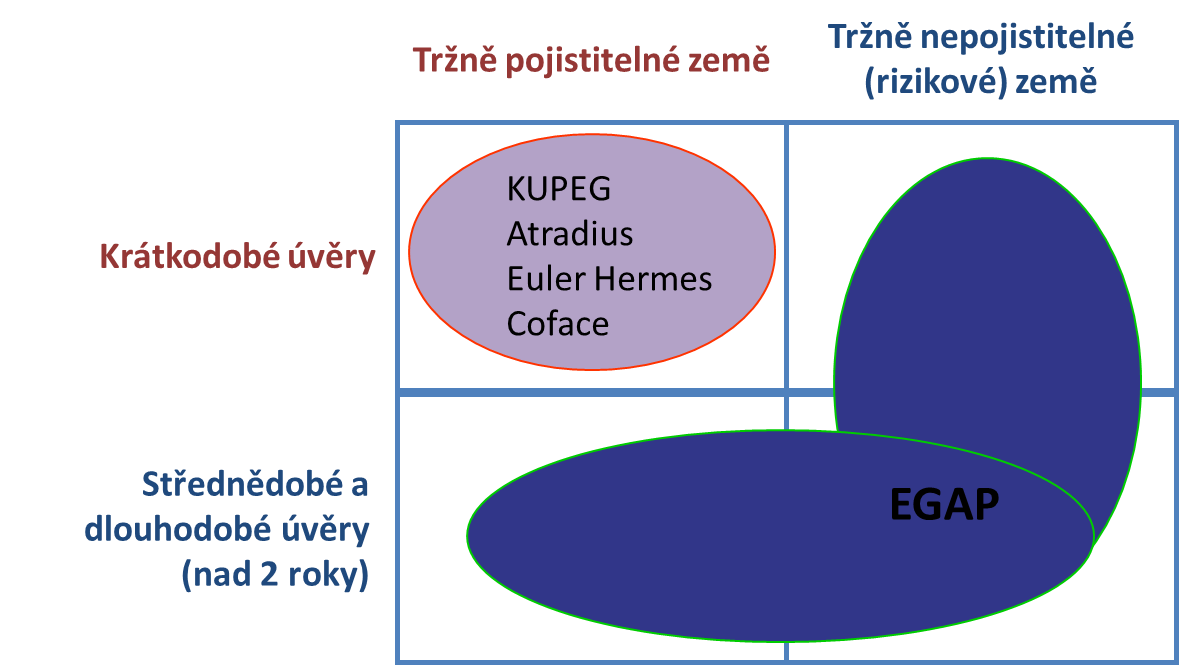 Tržně pojistitelné země
Tržně nepojistitelné
(rizikové) země
Krátkodobé úvěry
KUPEG
Atradius
Euler Hermes
Coface
Střednědobé a
dlouhodobé úvěry
(nad 2 roky)
EGAP